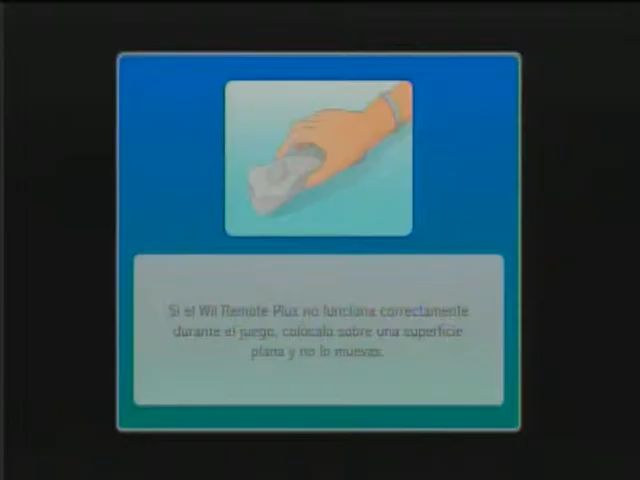 Si el Wii Remote Plus no funciona correctamente
durante el juego, colócalo sobre una superficie
plana y no lo muevas.